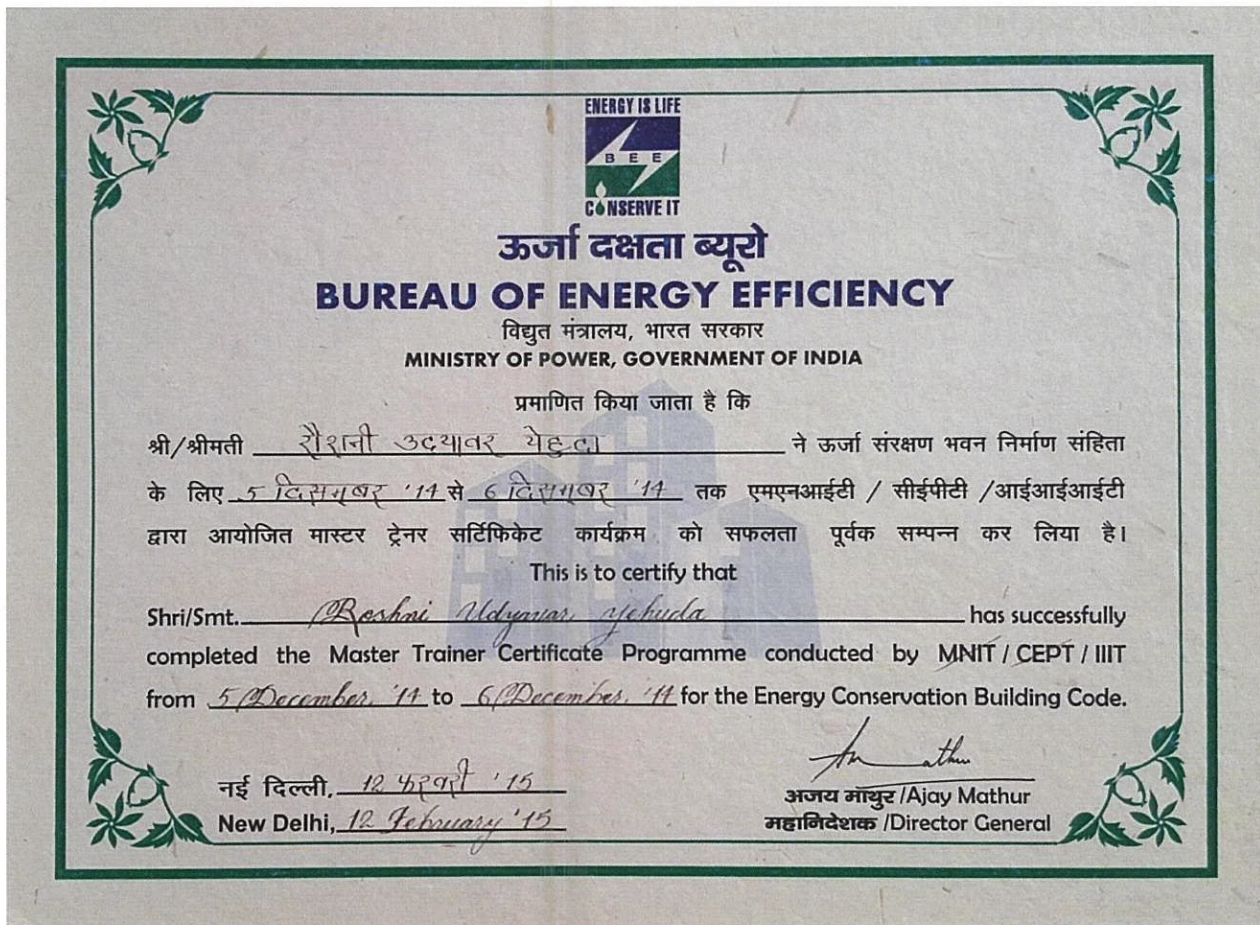 ENERGY IS LIFE
BEE
CONSERVE IT
ऊर्जा दक्षता ब्यूरो
BUREAU OF ENERGY EFFICIENCY
विद्युत मंत्रालय, भारत सरकार
MINISTRY OF POWER, GOVERNMENT OF INDIA
प्रमाणित किया जाता है कि
श्री/श्रीमती रौशनी उदयावर येहुदा ने ऊर्जा संरक्षण भवन निर्माण संहिता
के लिए 5 दिसम्बर '14 से 6 दिसम्बर '14 तक एमएनआईटी / सीईपीटी /आईआईआईटी
द्वारा आयोजित मास्टर ट्रेनर सर्टिफिकेट कार्यक्रम को सफलता पूर्वक सम्पन्न कर लिया है।
This is to certify that
Shri/Smt. Roshni Udyavar Yehuda has successfully
completed the Master Trainer Certificate Programme conducted by MNIT / CEPT / IIIT
from 5 December, '14 to 6 December, '14 for the Energy Conservation Building Code.
नई दिल्ली, 12 फरवरी '15
New Delhi, 12 February '15
अजय माथुर /Ajay Mathur
महानिदेशक /Director General